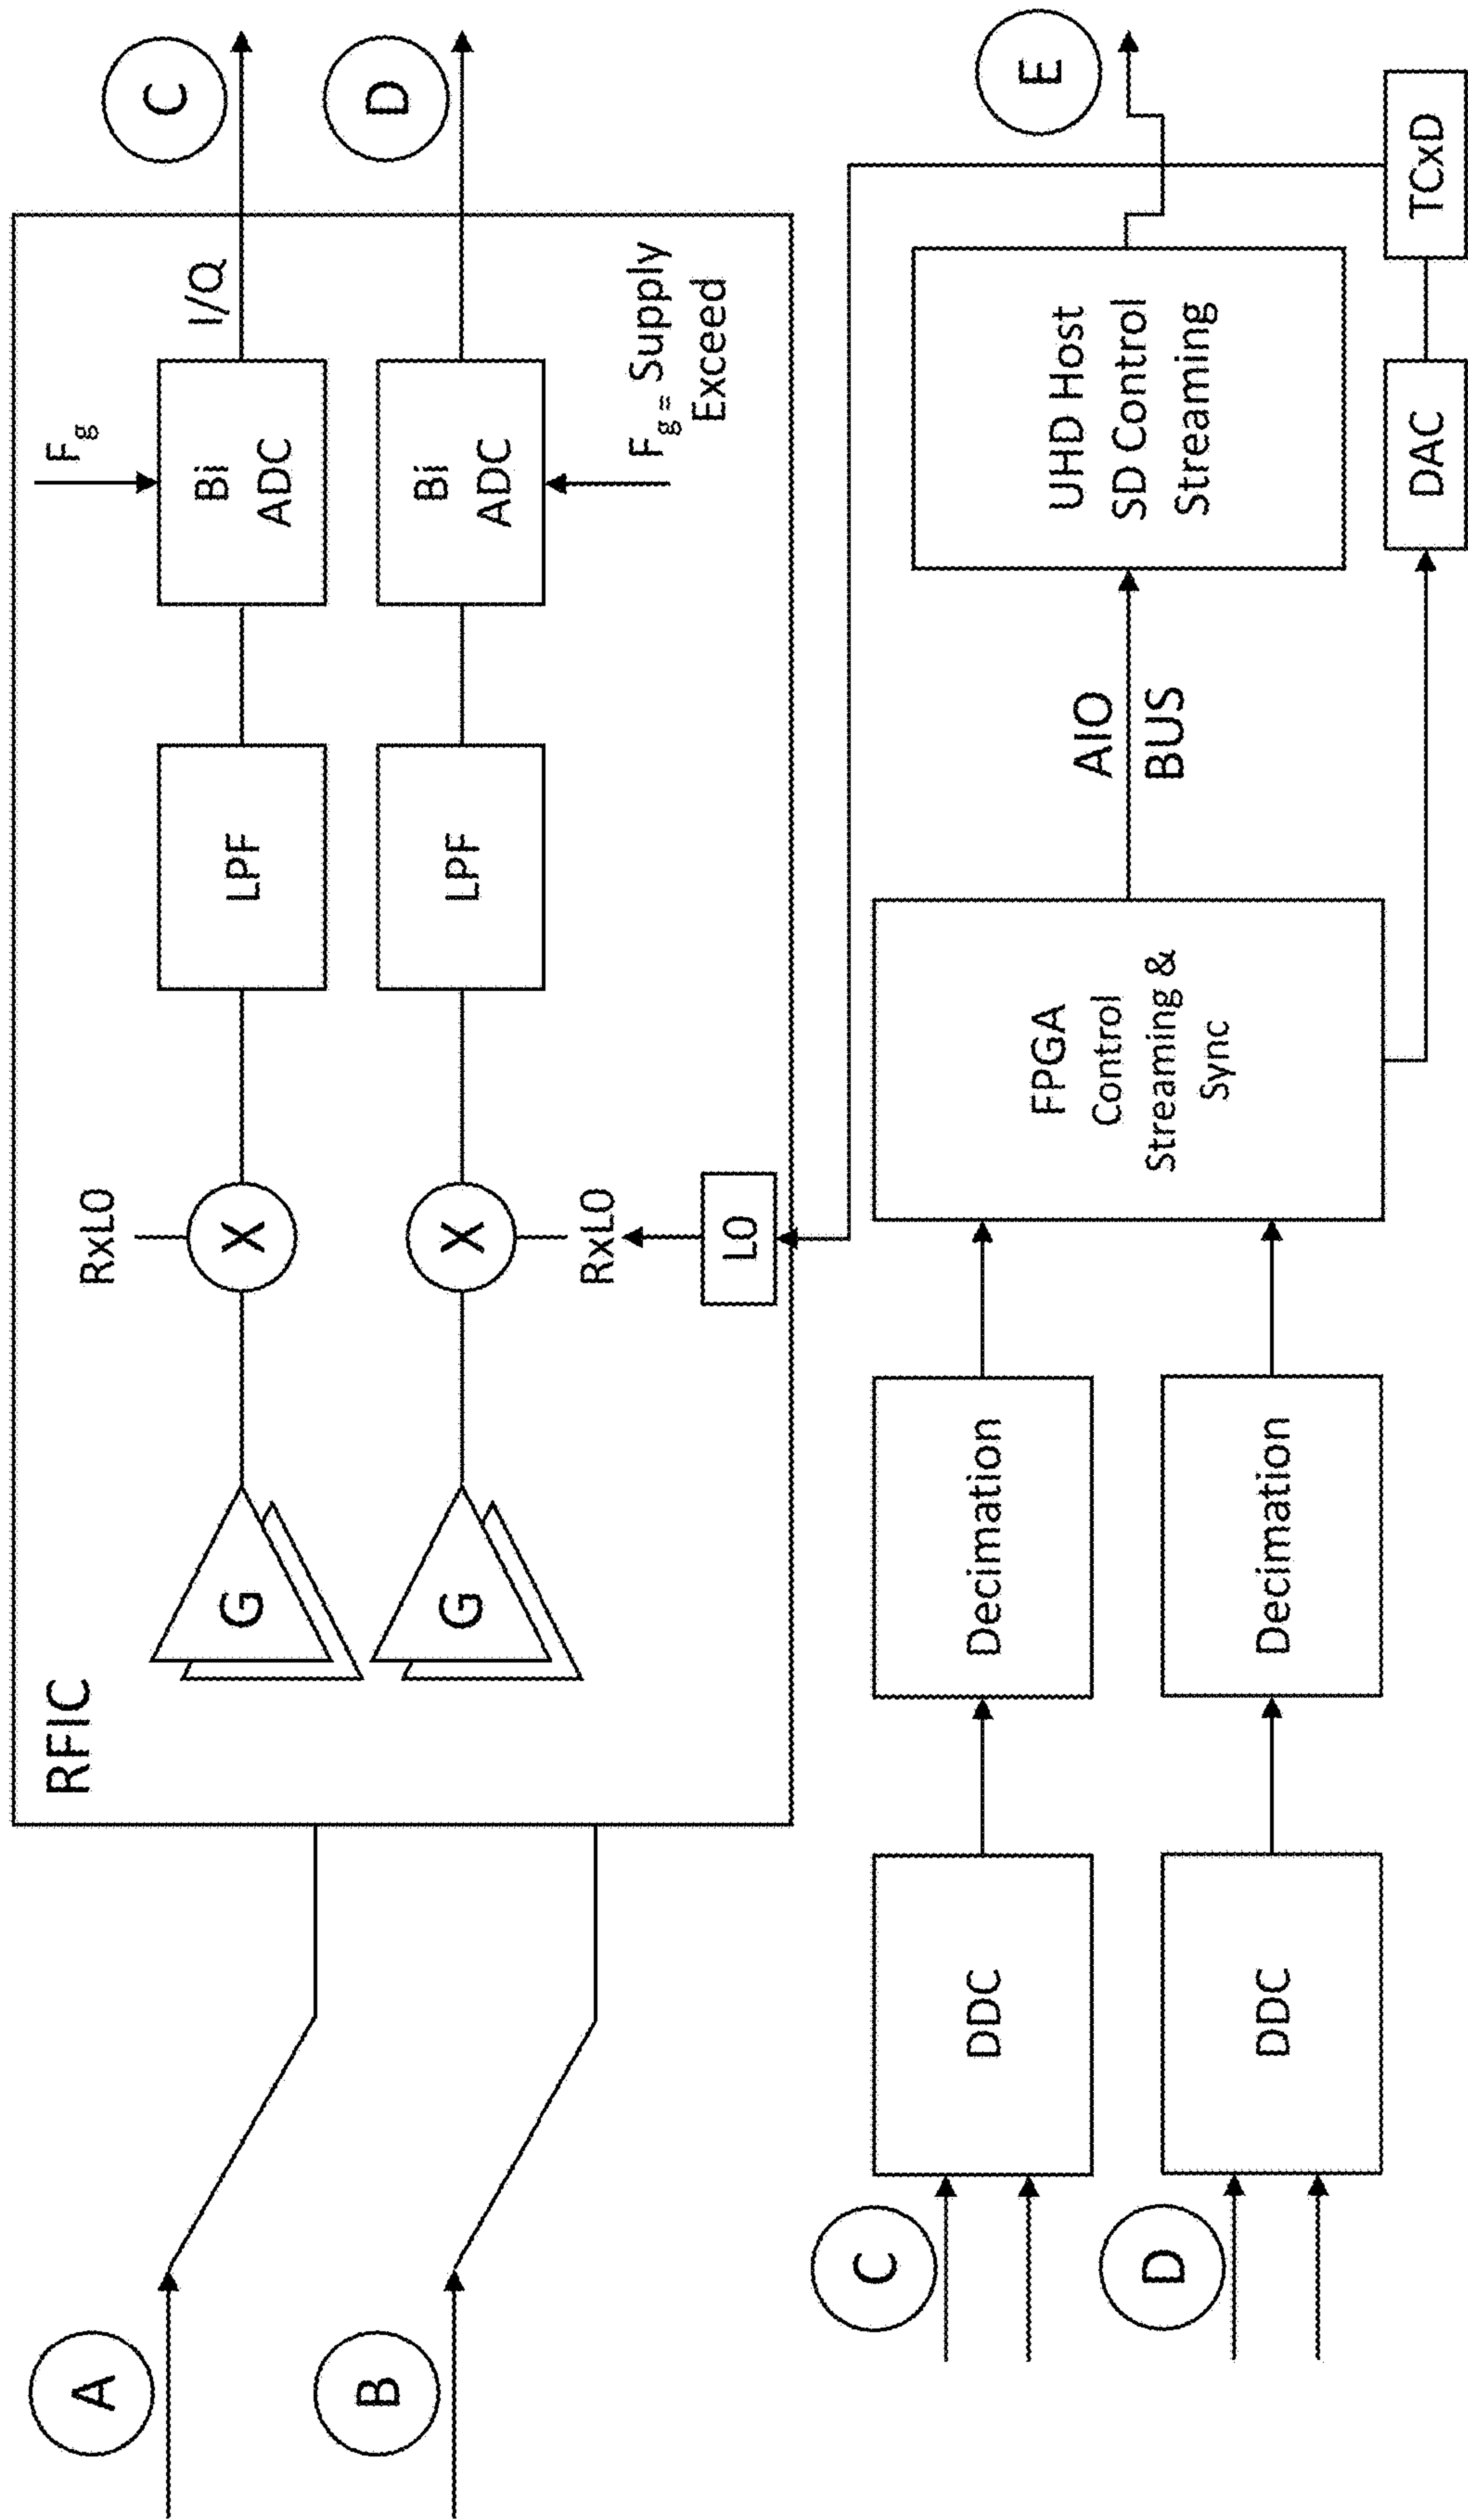 RFIC
A
B
G
G
RxLO
X
X
RxLO
LO
LPF
LPF
Fg
Bi
ADC
Bi
ADC
Fg = Supply
Exceed
I/Q
C
D
C
D
DDC
DDC
Decimation
Decimation
FPGA
Control
Streaming &
Sync
AIO
BUS
UHD Host
SD Control
Streaming
DAC
TCxD
E